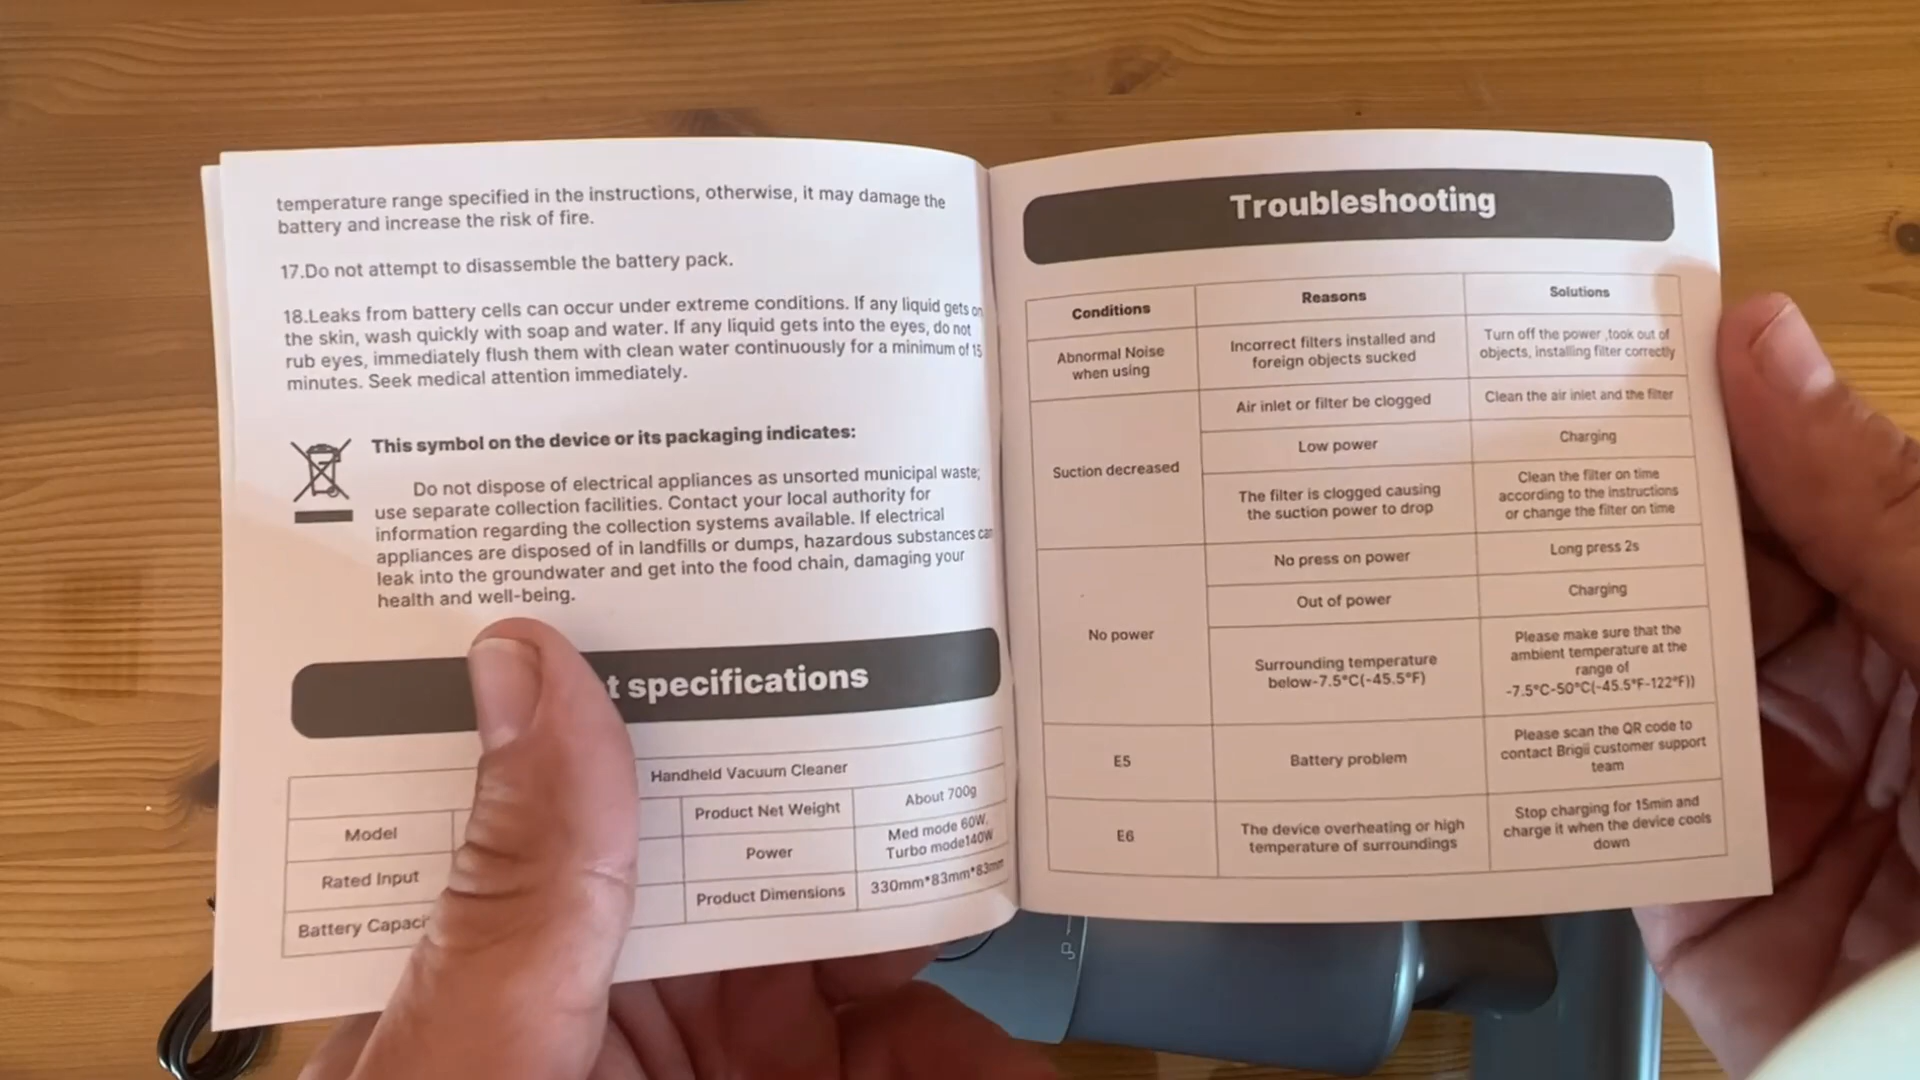 temperature range specified in the instructions, otherwise, it may damage the
battery and increase the risk of fire.
17.Do not attempt to disassemble the battery pack.
18.Leaks from battery cells can occur under extreme conditions. If any liquid gets on
the skin, wash quickly with soap and water. If any liquid gets into the eyes, do not
rub eyes, immediately flush them with clean water continuously for a minimum of 15
minutes. Seek medical attention immediately.
This symbol on the device or its packaging indicates:
Do not dispose of electrical appliances as unsorted municipal waste,
use separate collection facilities. Contact your local authority for
information regarding the collection systems available. If electrical
appliances are disposed of in landfills or dumps, hazardous substances can
leak into the groundwater and get into the food chain, damaging your
health and well-being.
specifications
Handheld Vacuum Cleaner
Model
Product Net Weight
About 700g
Rated Input
Power
Med mode 60W,
Turbo mode140W
Battery
Product Dimensions
330mm*83mm*83mm
Troubleshooting
Conditions
Reasons
Solutions
Abnormal Noise
when using
Incorrect filters installed and
foreign objects sucked
Turn off the power ,took out of
objects, installing filter correctly
Suction decreased
Air inlet or filter be clogged
Clean the air inlet and the filter
Low power
Charging
The filter is clogged causing
the suction power to drop
Clean the filter on time
according to the instructions
or change the filter on time
No power
No press on power
Long press 2s
Out of power
Charging
Surrounding temperature
below-7.5°C(-45.5°F)
Please make sure that the
ambient temperature at the
range of
-7.5°C-50°C(-45.5°F-122°F))
E5
Battery problem
Please scan the QR code to
contact Brigii customer support
team
E6
The device overheating or high
temperature of surroundings
Stop charging for 15min and
charge it when the device cools
down